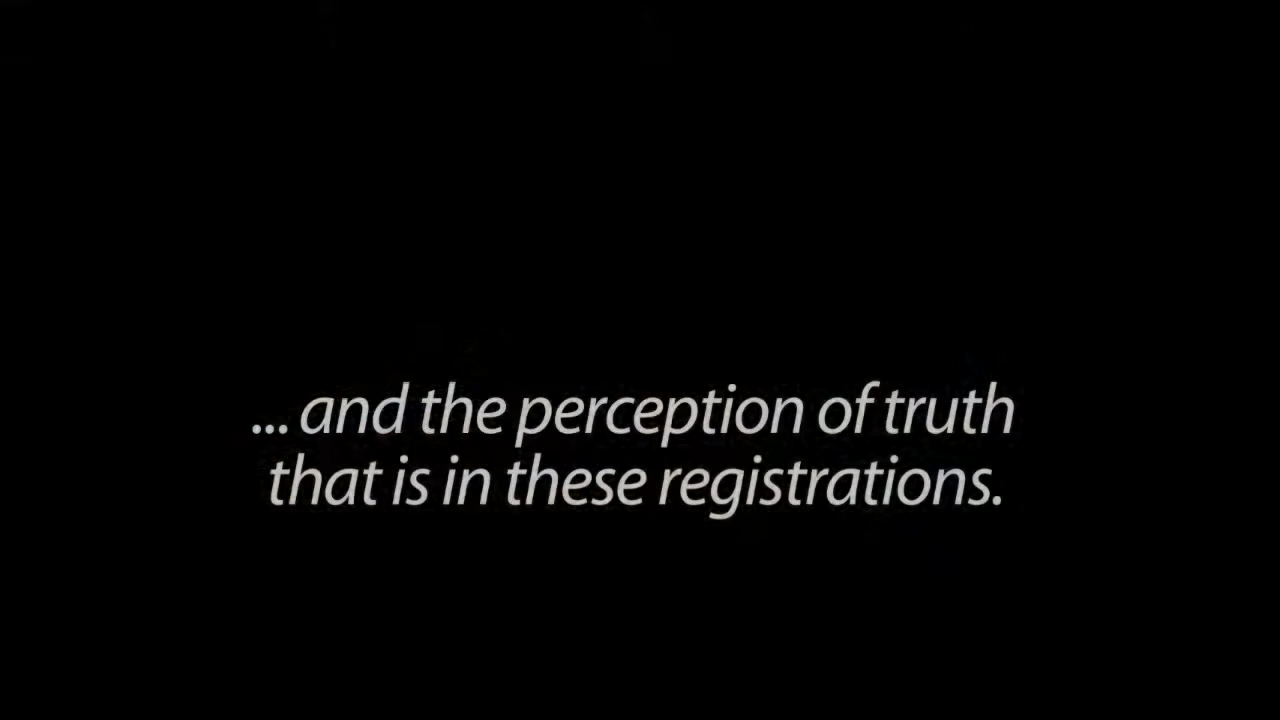 ... and the perception of truth
that is in these registrations.